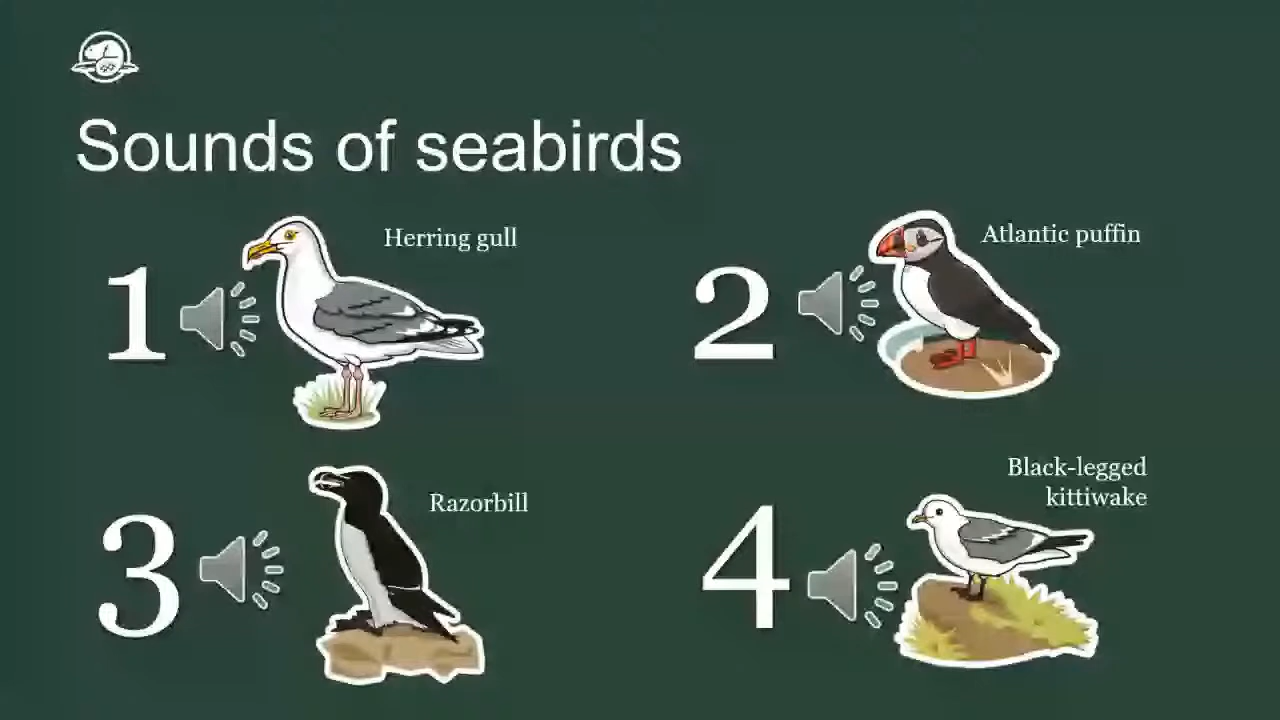 Sounds of seabirds
1
Herring gull
2
Atlantic puffin
3
Razorbill
4
Black-legged
kittiwake